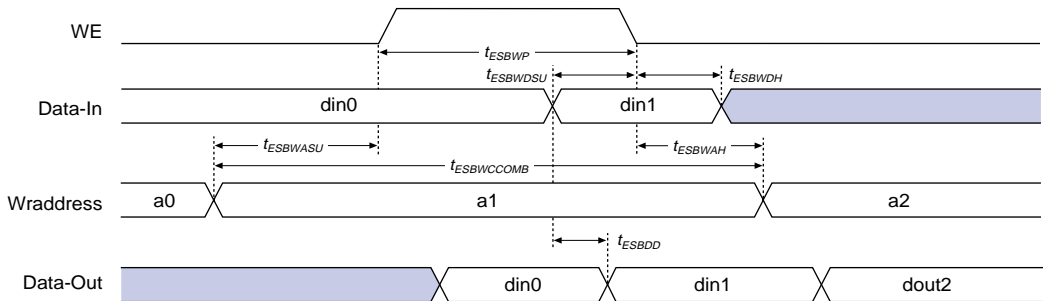 WE
tESBWP
tESBWDSU
tESBWDH
Data-In din0 din1
tESBWASU tESBWAH
tESBWCCOMB
Wraddress a0 a1 a2
tESBDD
Data-Out din0 din1 dout2